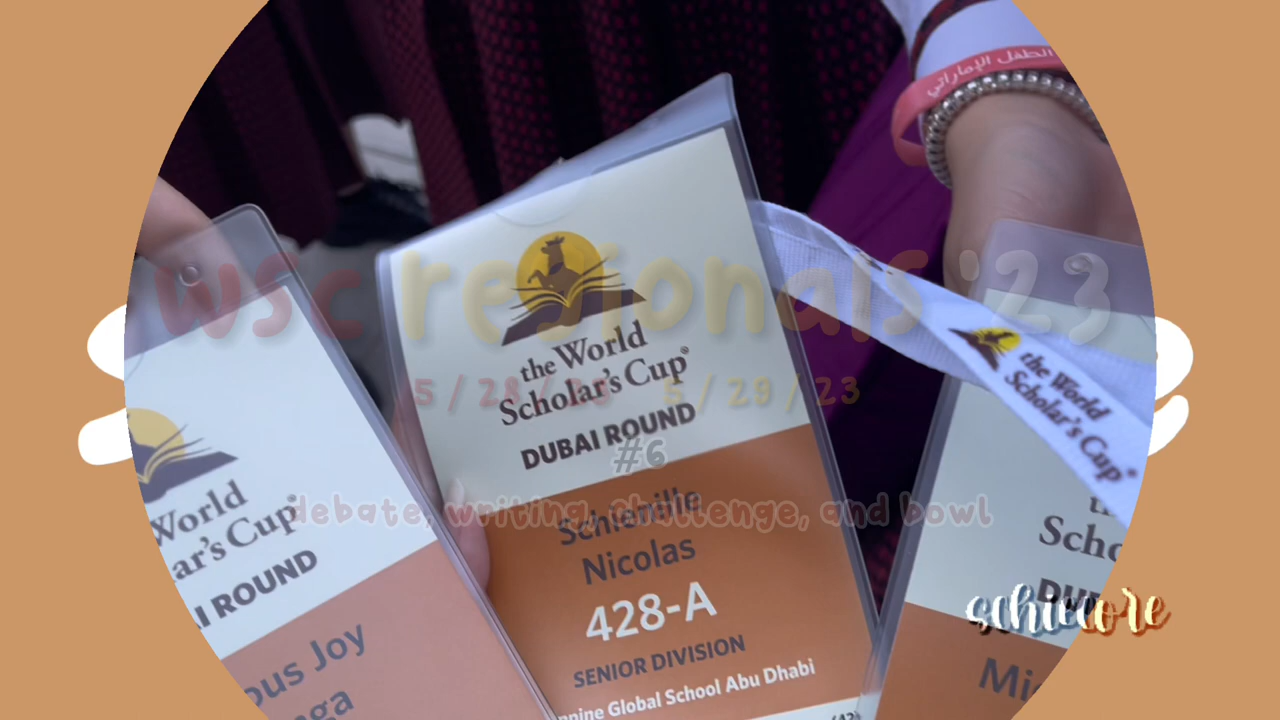 الطفل الإماراتي
wsc regionals '23
5/28/23 5/29/23
#6
debate, writing, challenge, and bowl
the World
Scholar's Cup®
DUBAI ROUND
Schienille
Nicolas
428-A
SENIOR DIVISION
Global School Abu Dhabi
World
Cup®
ROUND
Joy
the World
Scholar's Cup®
schiecore